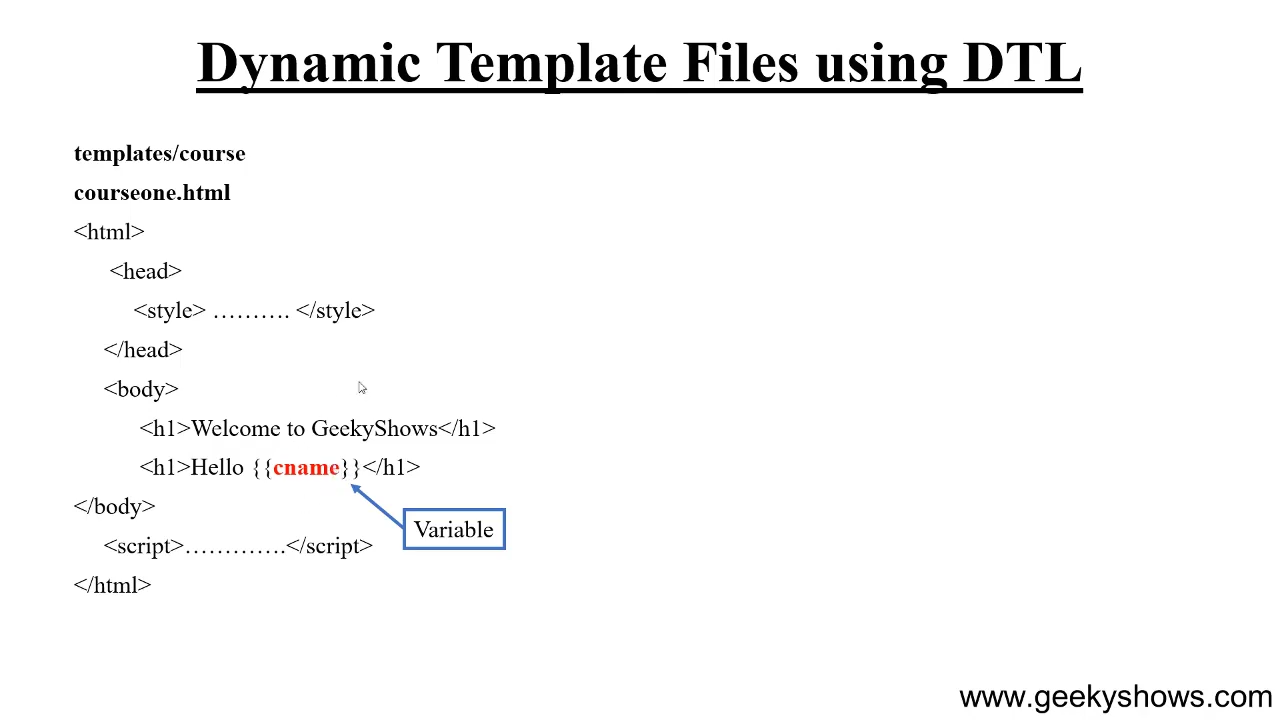 Dynamic Template Files using DTL
templates/course
courseone.html
<html>
<head>
<style> ………. </style>
</head>
<body>
<h1>Welcome to GeekyShows</h1>
<h1>Hello {{cname}}</h1>
</body>
Variable
<script>………….</script>
</html>
www.geekyshows.com